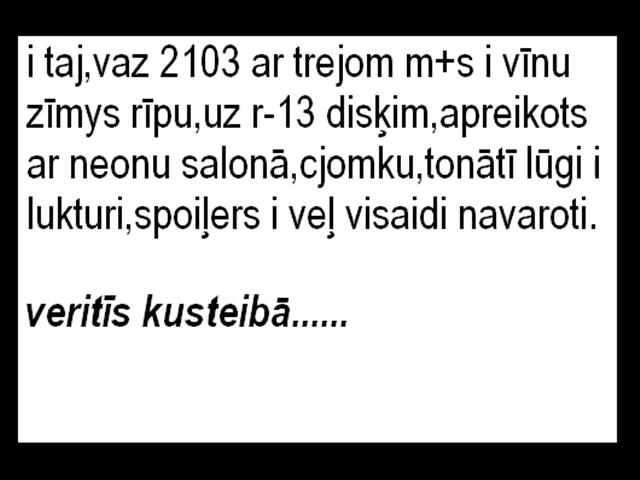 i taj,vaz 2103 ar trejom m+s i vīnu
zīmys rīpu,uz r-13 disķim,apreikots
ar neonu salonā,cjomku,tonātī lūgi i
lukturi,spoiļers i veļ visaidi navaroti.
veritīs kusteibā......